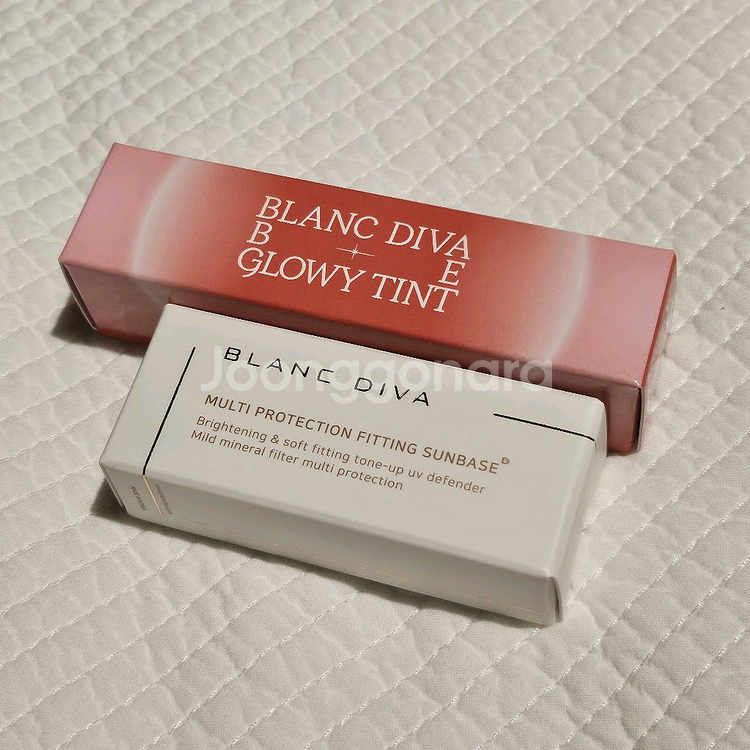 BLANC DIVA
B E
GLOWY TINT
BLANC DIVA
Joonggonara
MULTI PROTECTION FITTING SUNBASE D
Brightening & soft fitting tone-up uv defender
Mild mineral filter multi protection